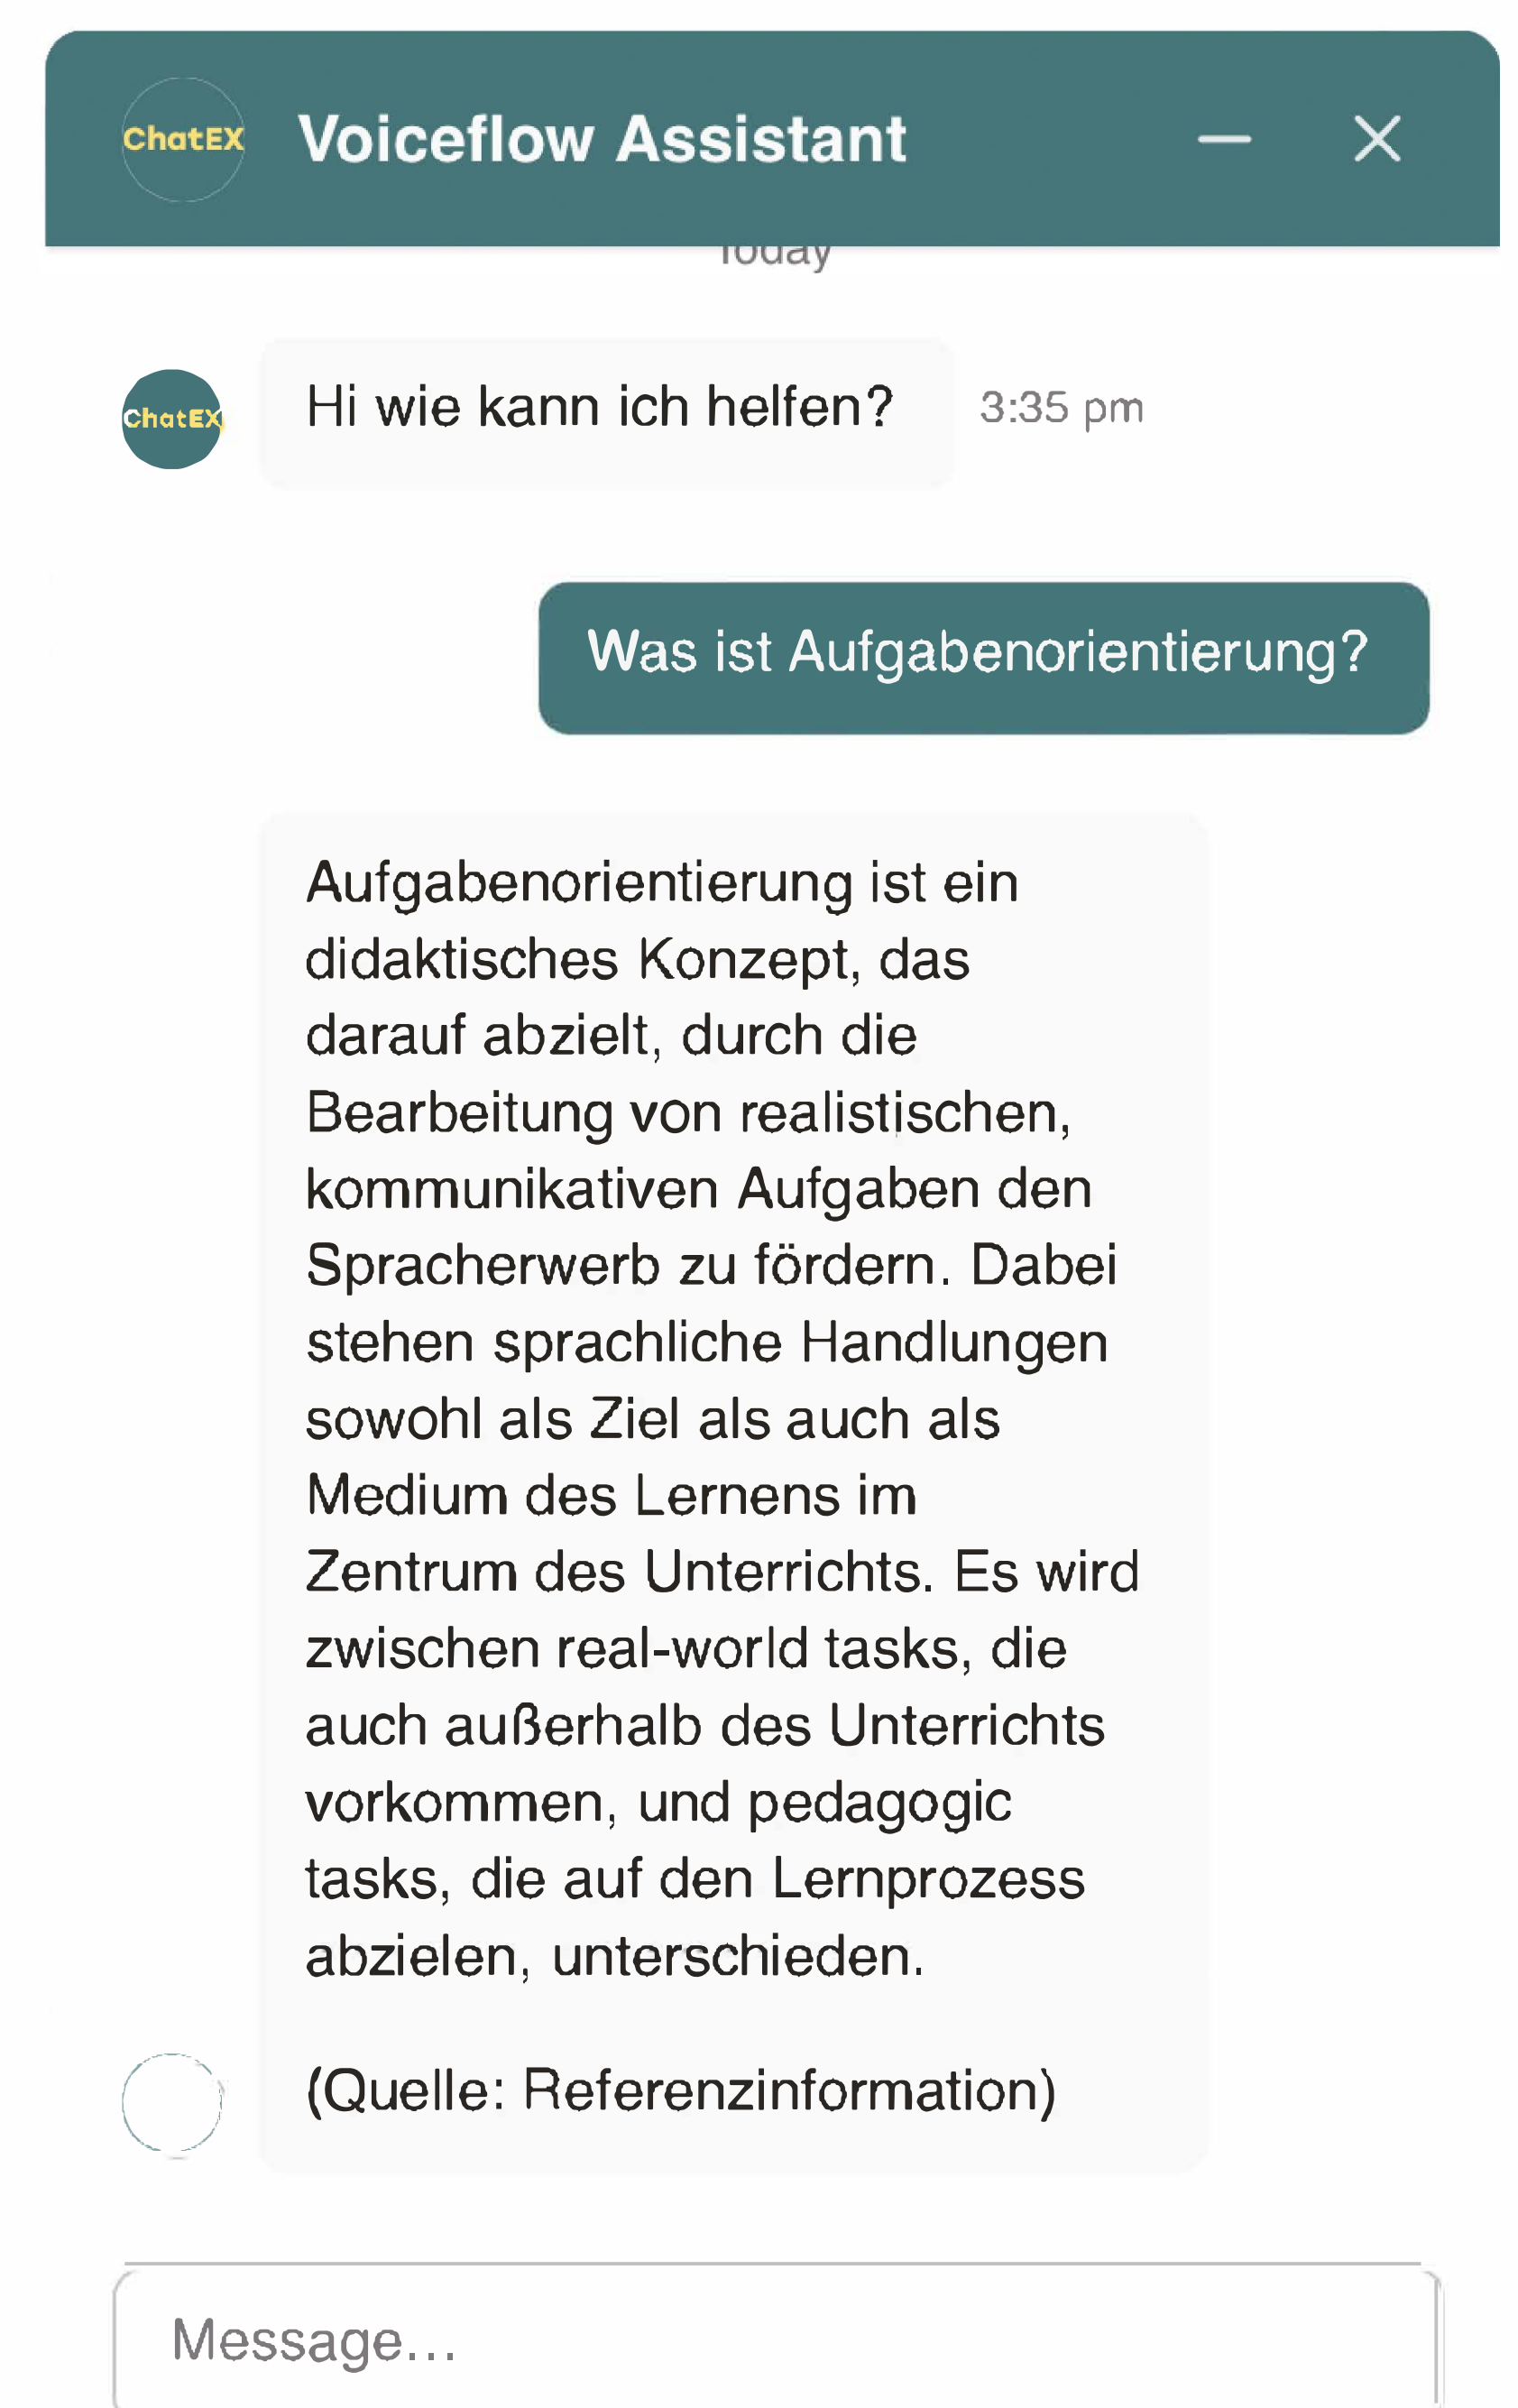 ChatEX Voiceflow Assistant
Today
Hi wie kann ich helfen? 3:35 pm
ChatEX
Was ist Aufgabenorientierung?
Aufgabenorientierung ist ein
didaktisches Konzept, das
darauf abzielt, durch die
Bearbeitung von realistischen,
kommunikativen Aufgaben den
Spracherwerb zu fördern. Dabei
stehen sprachliche Handlungen
sowohl als Ziel als auch als
Medium des Lernens im
Zentrum des Unterrichts. Es wird
zwischen real-world tasks, die
auch außerhalb des Unterrichts
vorkommen, und pedagogic
tasks, die auf den Lernprozess
abzielen, unterschieden.
(Quelle: Referenzinformation)
Message...